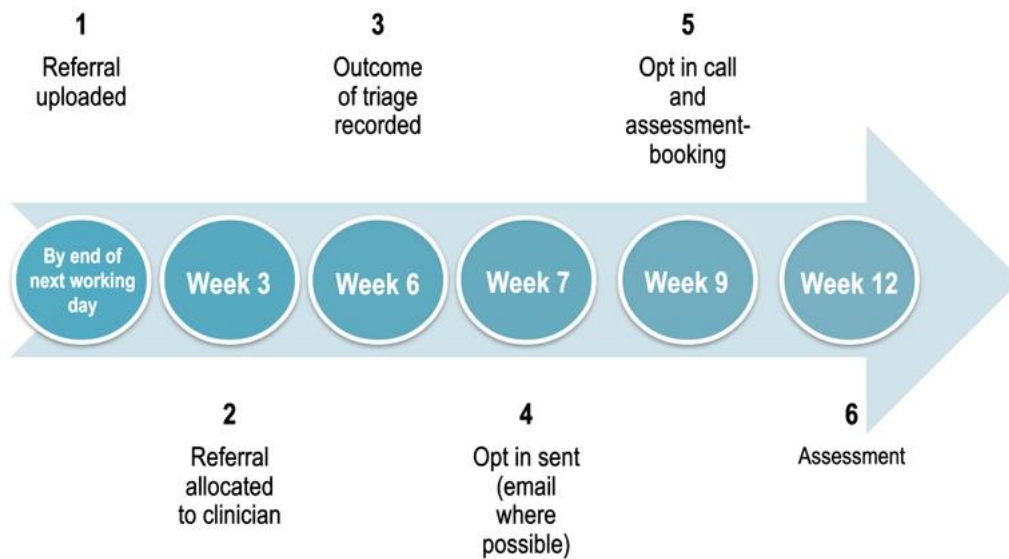 1
Referral
uploaded
3
Outcome
of triage
recorded
5
Opt in call
and
assessment-
booking
By end of
next working
day
Week 3
Week 6
Week 7
Week 9
Week 12
2
Referral
allocated
to clinician
4
Opt in sent
(email
where
possible)
6
Assessment